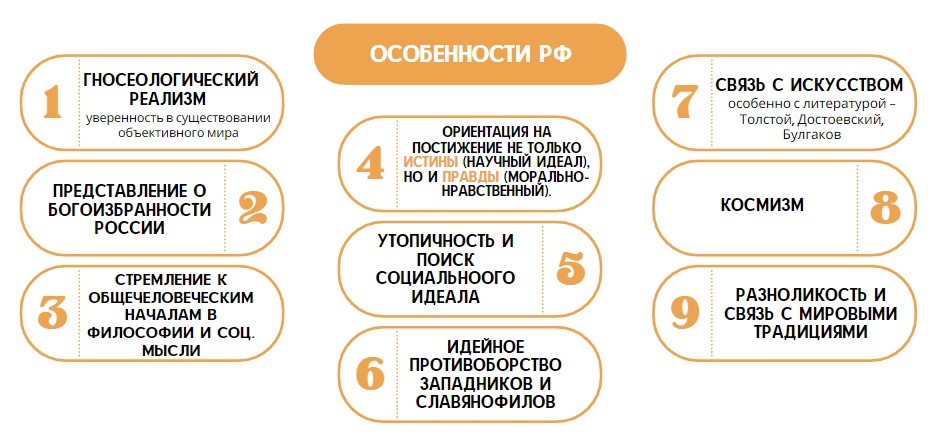 ОСОБЕННОСТИ РФ
1
ГНОСЕОЛОГИЧЕСКИЙ
РЕАЛИЗМ
уверенность в существовании
объективного мира
2
ПРЕДСТАВЛЕНИЕ О
БОГОИЗБРАННОСТИ
РОССИИ
3
СТРЕМЛЕНИЕ К
ОБЩЕЧЕЛОВЕЧЕСКИМ
НАЧАЛАМ В
ФИЛОСОФИИ И СОЦ.
МЫСЛИ
4
ОРИЕНТАЦИЯ НА
ПОСТИЖЕНИЕ НЕ ТОЛЬКО
ИСТИНЫ (НАУЧНЫЙ ИДЕАЛ),
НО И ПРАВДЫ (МОРАЛЬНО-
НРАВСТВЕННЫЙ).
5
УТОПИЧНОСТЬ И
ПОИСК
СОЦИАЛЬНООГО
ИДЕАЛА
6
ИДЕЙНОЕ
ПРОТИВОБОРСТВО
ЗАПАДНИКОВ И
СЛАВЯНОФИЛОВ
7
СВЯЗЬ С ИСКУССТВОМ
особенно с литературой –
Толстой, Достоевский,
Булгаков
8
КОСМИЗМ
9
РАЗНОЛИКОСТЬ И
СВЯЗЬ С МИРОВЫМИ
ТРАДИЦИЯМИ